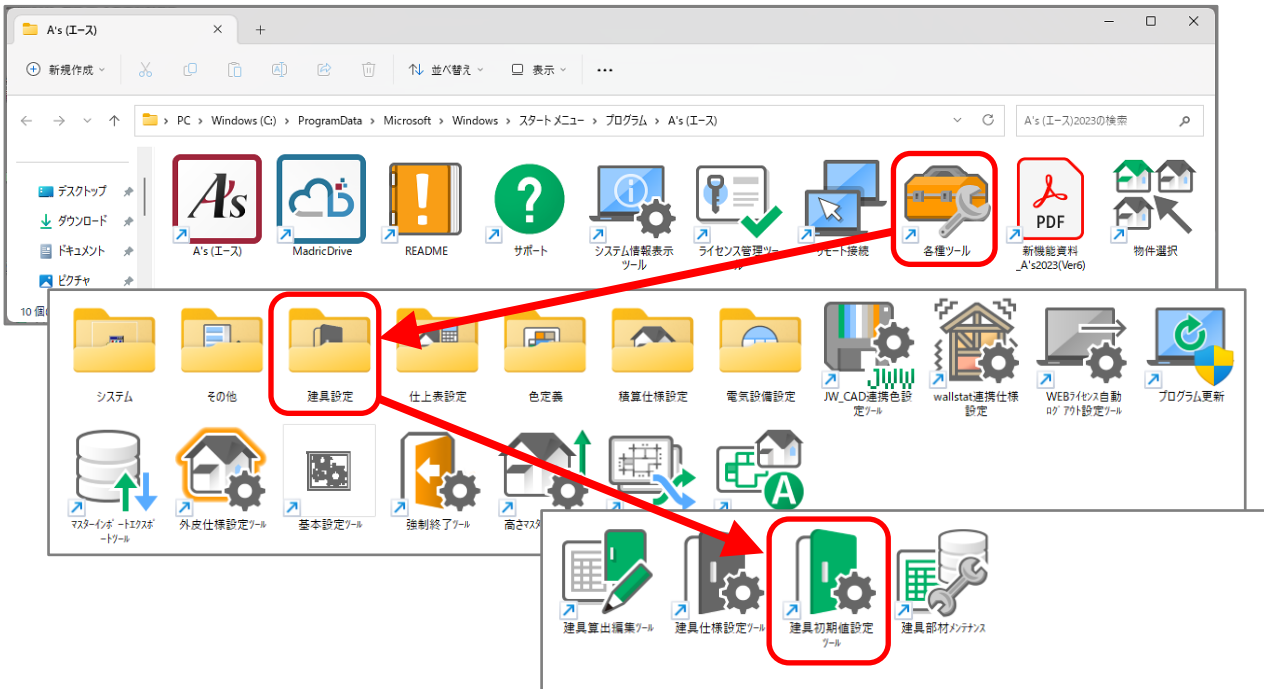 A's (エース)
新規作成
並べ替え
表示
PC > Windows (C:) > ProgramData > Microsoft > Windows > スタート メニュー > プログラム > A's (エース)
A's (エース)2023の検索
デスクトップ
ダウンロード
ドキュメント
ピクチャ
10 個
A's
PDF
A's (エース)
MadricDrive
README
サポート
システム情報表示
ツール
ライセンス管理ツー
リモート接続
各種ツール
新機能資料
_A's2023(Ver6)
物件選択
JWW
システム
その他
建具設定
仕上表設定
色定義
積算仕様設定
電気設備設定
JW_CAD連携色設
定ツール
wallstat連携仕様
設定
WEBライセンス自動
ログアウト設定ツール
プログラム更新
A
マスターインポートエクスポ
ートツール
外皮仕様設定ツール
基本設定ツール
強制終了ツール
高さマス
建具算出編集ツール
建具仕様設定ツール
建具初期値設定
ツール
建具部材メンテナンス